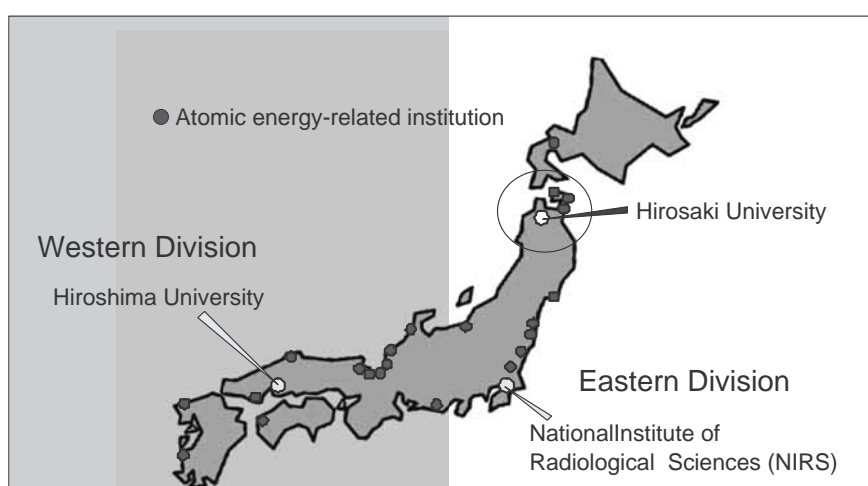 Atomic energy-related institution
Hirosaki University
Western Division
Hiroshima University
Eastern Division
NationalInstitute of
Radiological Sciences (NIRS)